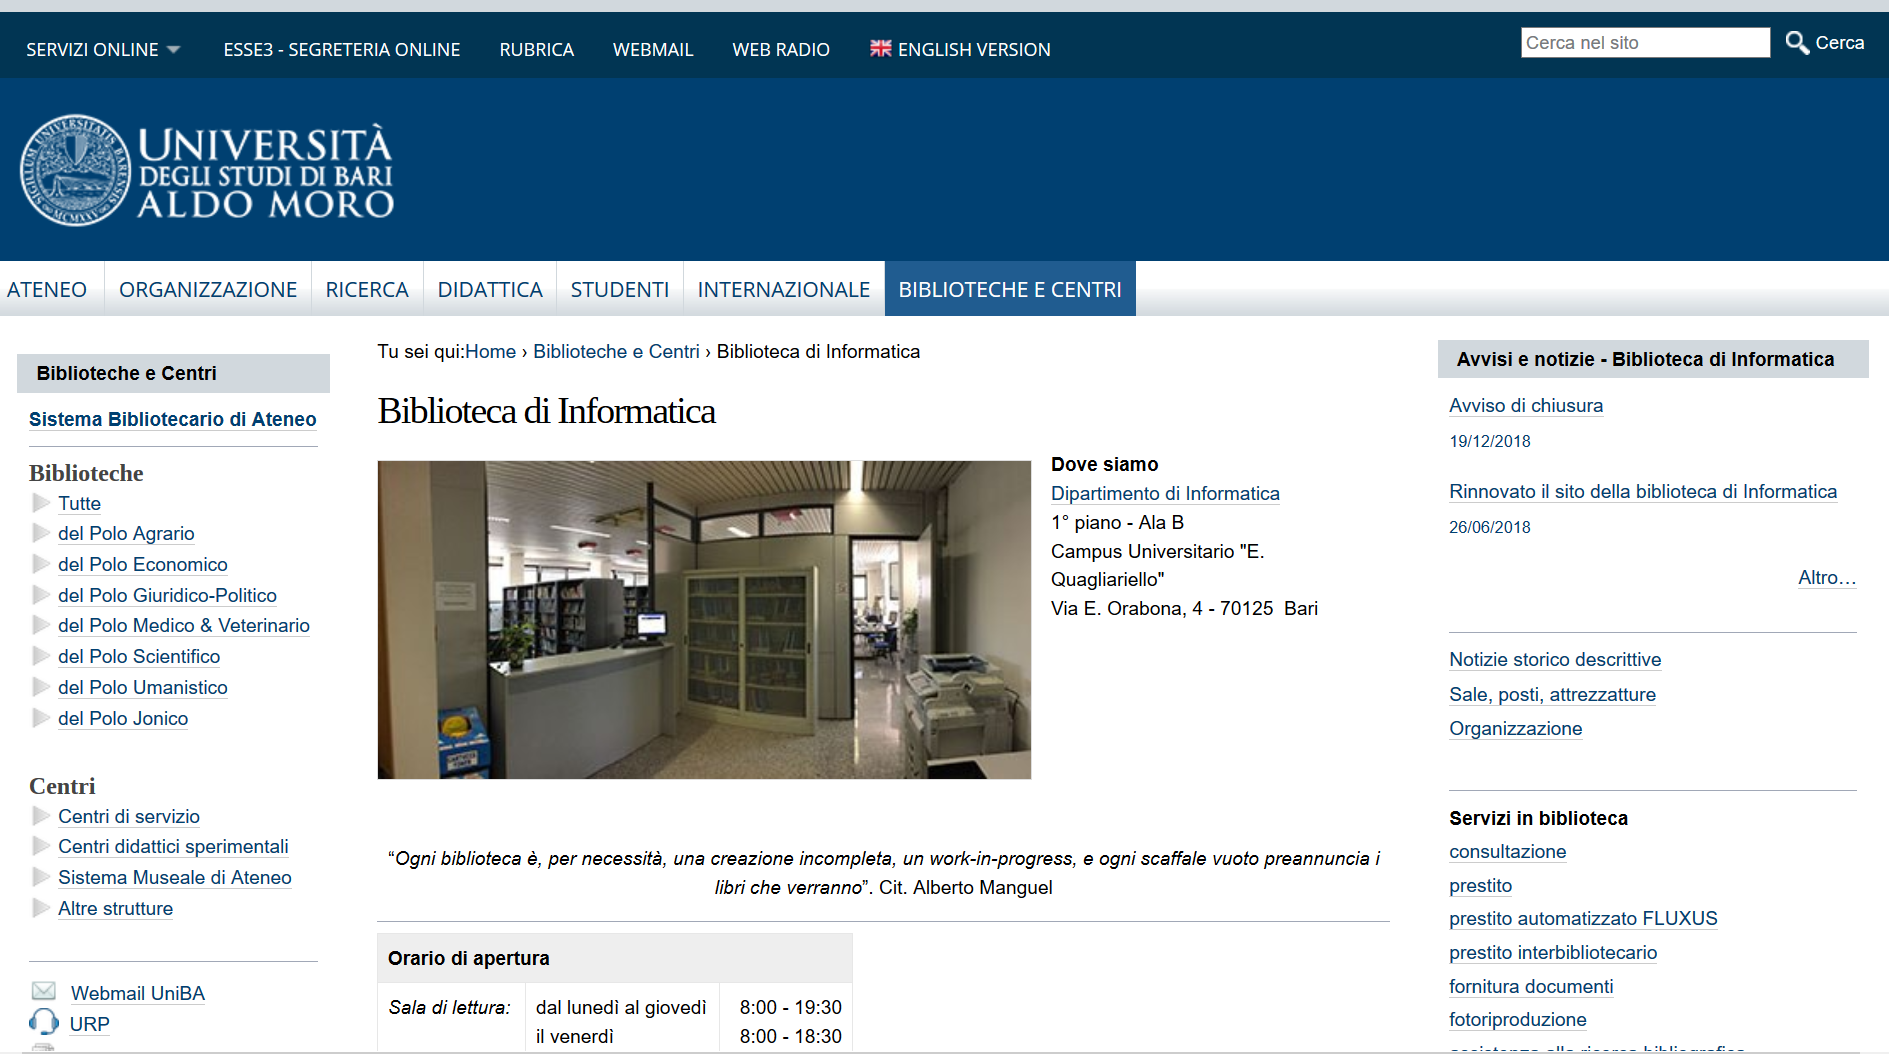 SERVIZI ONLINE
ESSE3 - SEGRETERIA ONLINE
RUBRICA
WEBMAIL
WEB RADIO
ENGLISH VERSION
Cerca nel sito
Cerca
SIGILLUM UNIVERSITATIS BARENSIS
MCMXXV
UNIVERSITÀ
DEGLI STUDI DI BARI
ALDO MORO
ATENEO
ORGANIZZAZIONE
RICERCA
DIDATTICA
STUDENTI
INTERNAZIONALE
BIBLIOTECHE E CENTRI
Biblioteche e Centri
Sistema Bibliotecario di Ateneo
Biblioteche
Tutte
del Polo Agrario
del Polo Economico
del Polo Giuridico-Politico
del Polo Medico & Veterinario
del Polo Scientifico
del Polo Umanistico
del Polo Jonico
Centri
Centri di servizio
Centri didattici sperimentali
Sistema Museale di Ateneo
Altre strutture
Webmail UniBA
URP
Tu sei qui:Home › Biblioteche e Centri › Biblioteca di Informatica
Biblioteca di Informatica
Dove siamo
Dipartimento di Informatica
1° piano - Ala B
Campus Universitario "E.
Quagliariello"
Via E. Orabona, 4 - 70125  Bari
“Ogni biblioteca è, per necessità, una creazione incompleta, un work-in-progress, e ogni scaffale vuoto preannuncia i
libri che verranno”. Cit. Alberto Manguel
Orario di apertura
Sala di lettura: dal lunedì al giovedì 8:00 - 19:30
il venerdì 8:00 - 18:30
Avvisi e notizie - Biblioteca di Informatica
Avviso di chiusura
19/12/2018
Rinnovato il sito della biblioteca di Informatica
26/06/2018
Altro…
Notizie storico descrittive
Sale, posti, attrezzature
Organizzazione
Servizi in biblioteca
consultazione
prestito
prestito automatizzato FLUXUS
prestito interbibliotecario
fornitura documenti
fotoriproduzione